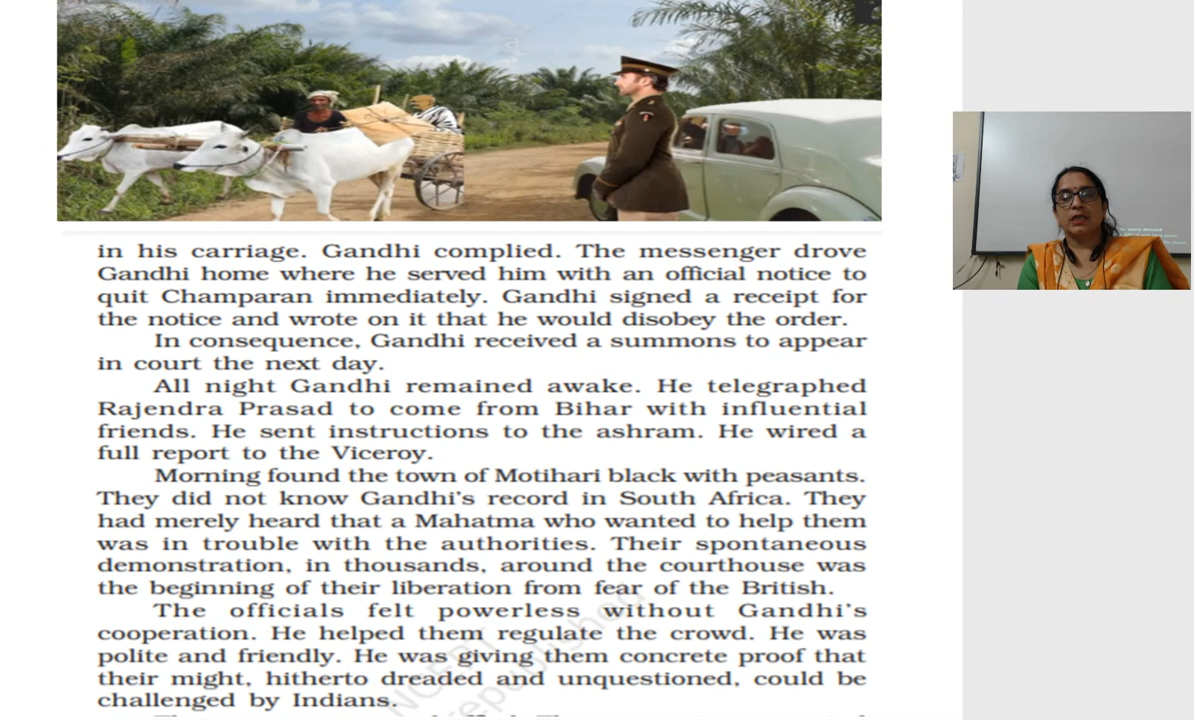 in his carriage. Gandhi complied. The messenger drove
Gandhi home where he served him with an official notice to
quit Champaran immediately. Gandhi signed a receipt for
the notice and wrote on it that he would disobey the order.
In consequence, Gandhi received a summons to appear
in court the next day.
All night Gandhi remained awake. He telegraphed
Rajendra Prasad to come from Bihar with influential
friends. He sent instructions to the ashram. He wired a
full report to the Viceroy.
Morning found the town of Motihari black with peasants.
They did not know Gandhi's record in South Africa. They
had merely heard that a Mahatma who wanted to help them
was in trouble with the authorities. Their spontaneous
demonstration, in thousands, around the courthouse was
the beginning of their liberation from fear of the British.
The officials felt powerless without Gandhi's
cooperation. He helped them regulate the crowd. He was
polite and friendly. He was giving them concrete proof that
their might, hitherto dreaded and unquestioned, could be
challenged by Indians.
NCERT
republished